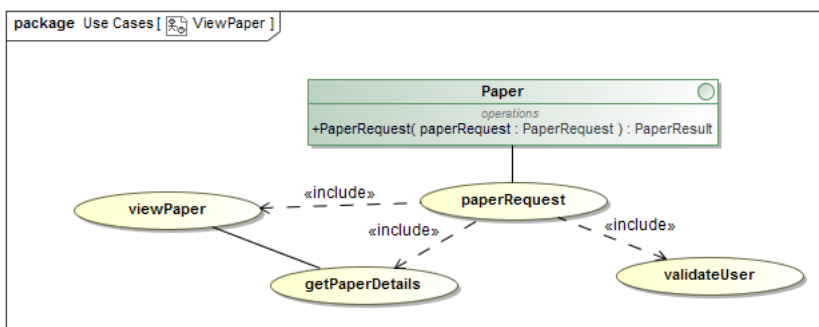 package Use Cases [ ViewPaper ]
Paper
operations
+PaperRequest( paperRequest : PaperRequest ) : PaperResult
«include»
viewPaper
paperRequest
«include»
«include»
getPaperDetails
validateUser